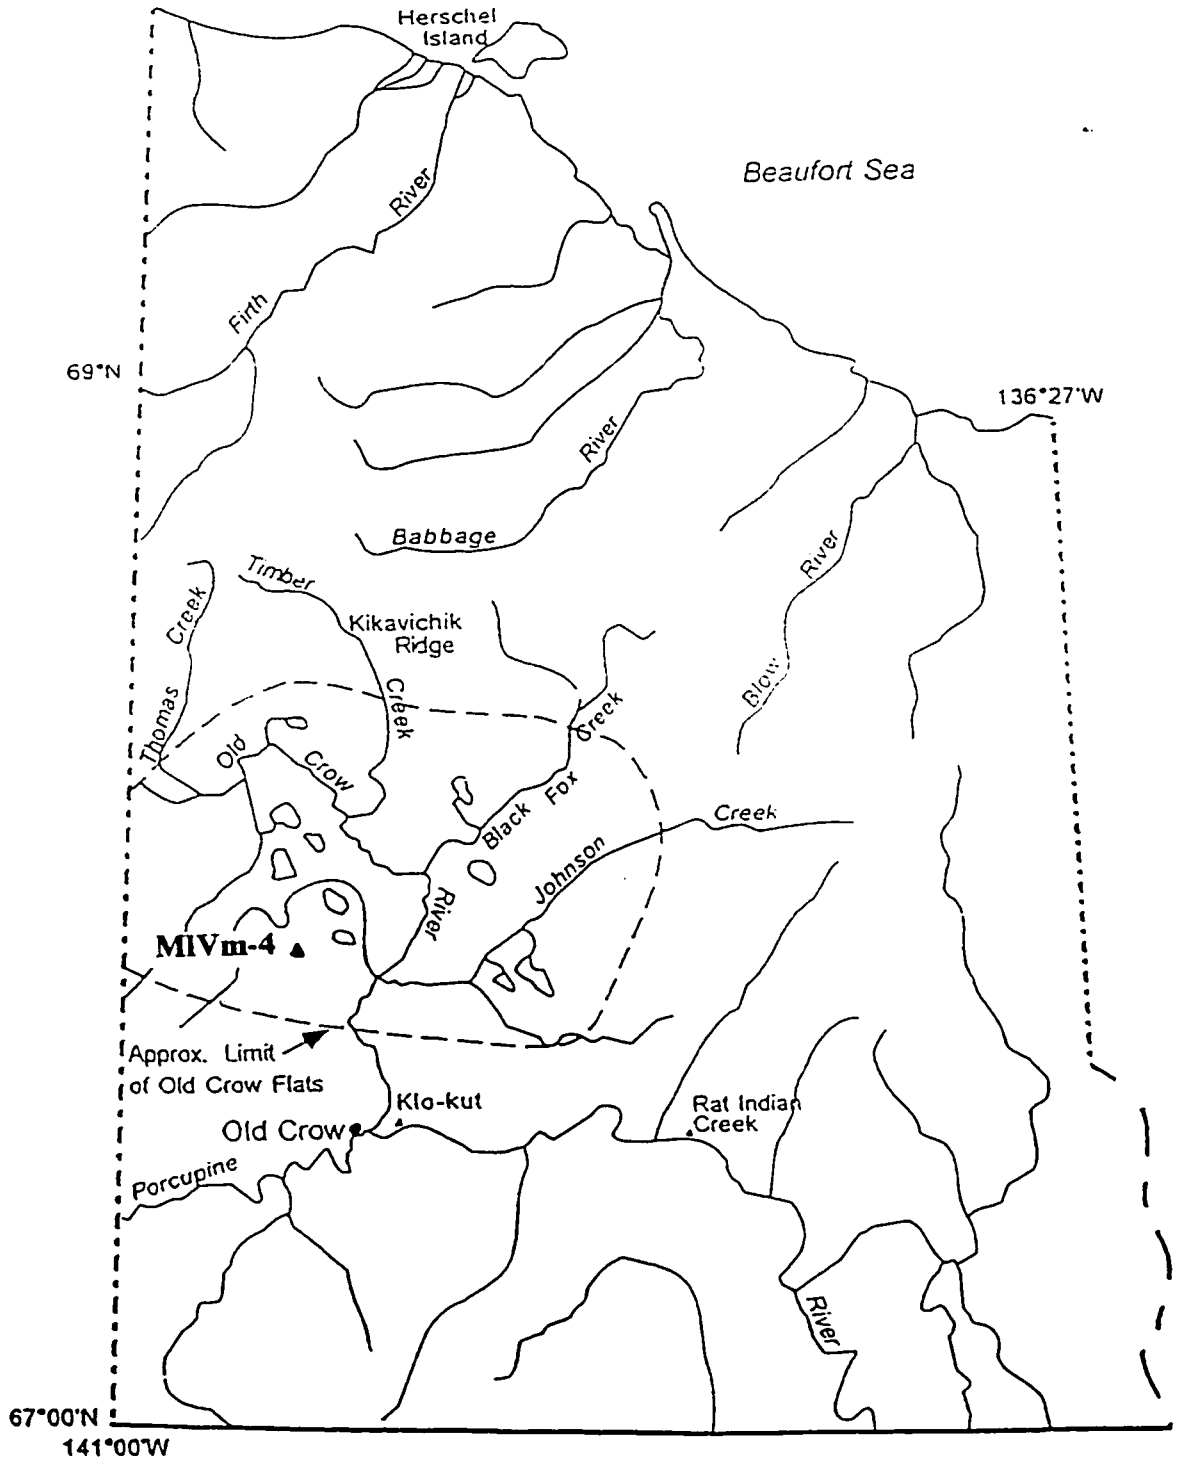 Herschel
Island
Beaufort Sea
River
Firth
69°N
136°27'W
River
Babbage
River
Blow
Timber
Creek
Kikavichik
Ridge
Creek
Thomas
Creek
Old
Crow
Black Fox
Creek
Johnson
River
MlVm-4
Approx. Limit
of Old Crow Flats
Klo-kut
Old Crow
Rat Indian
Creek
Porcupine
River
67°00'N
141°00'W